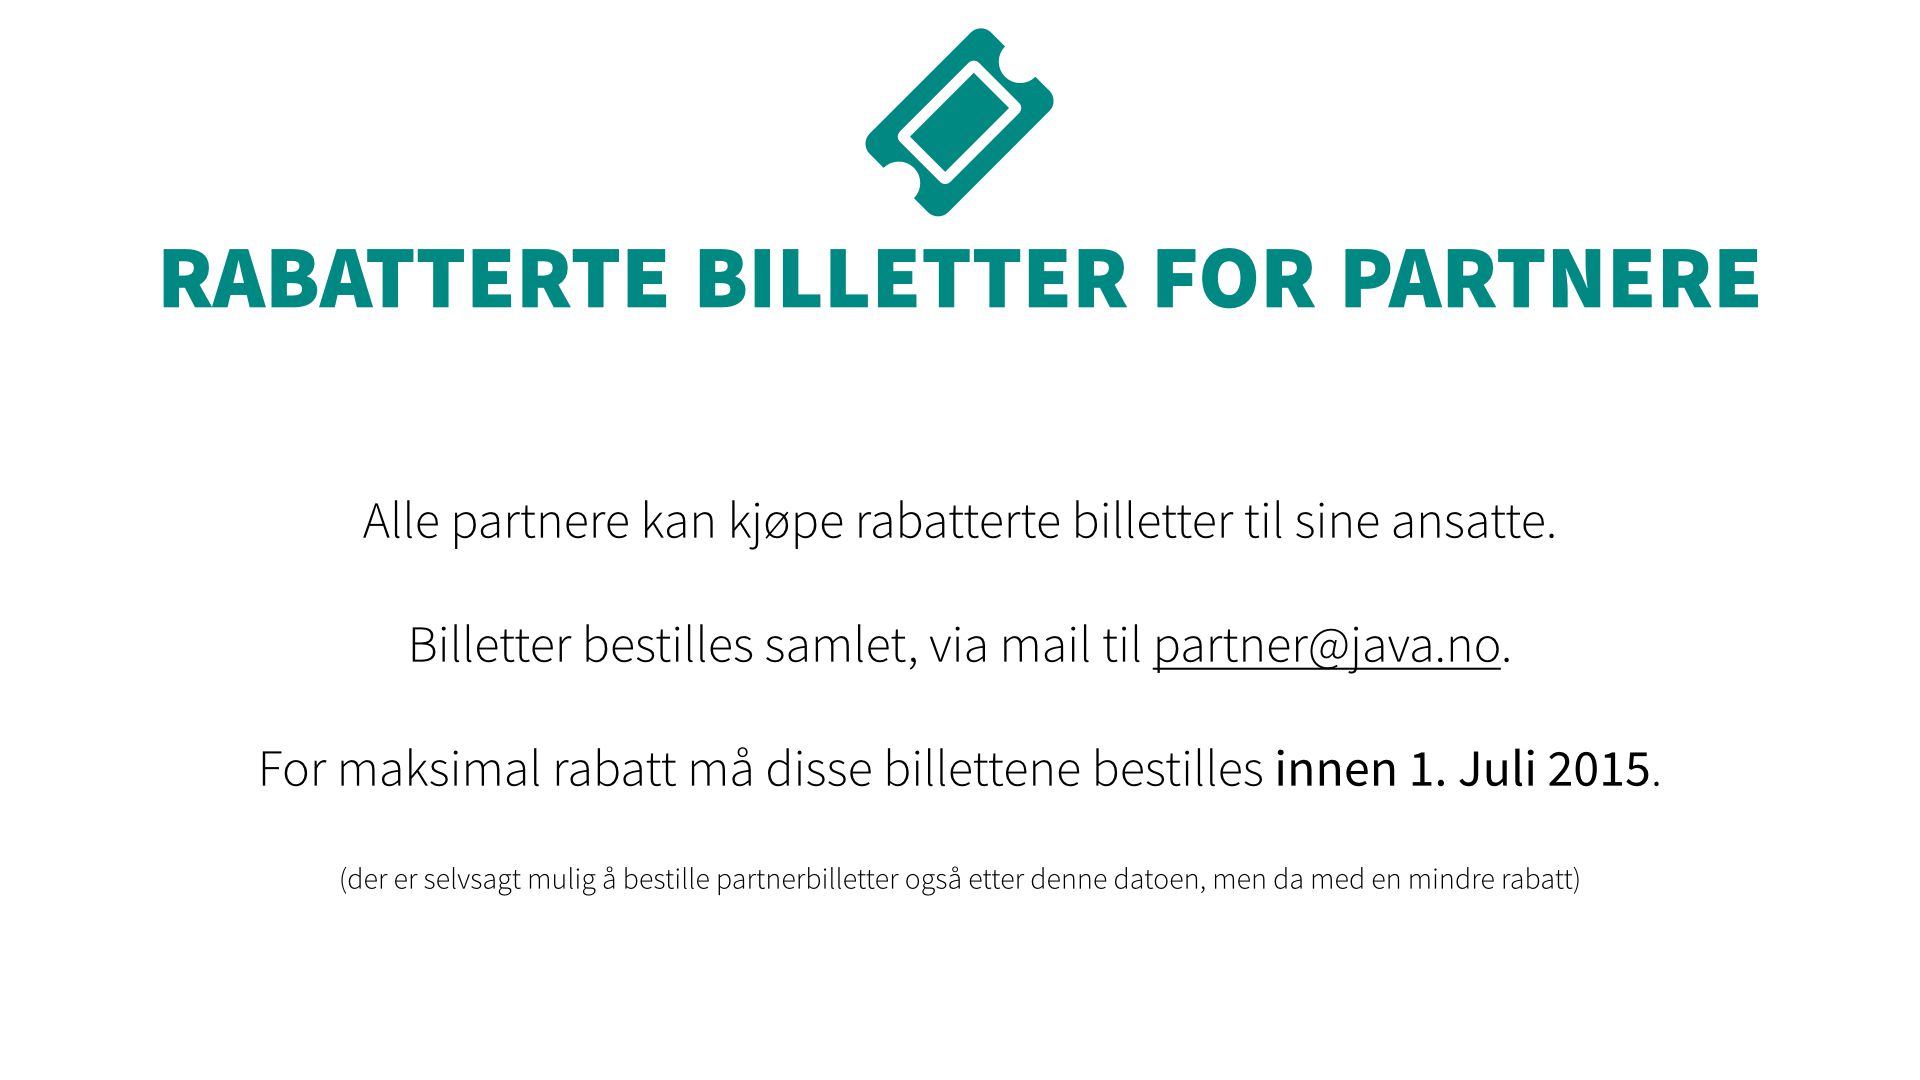 RABATTERTE BILLETTER FOR PARTNERE
Alle partnere kan kjøpe rabatterte billetter til sine ansatte.
Billetter bestilles samlet, via mail til partner@java.no.
For maksimal rabatt må disse billettene bestilles innen 1. Juli 2015.
(der er selvsagt mulig å bestille partnerbilletter også etter denne datoen, men da med en mindre rabatt)